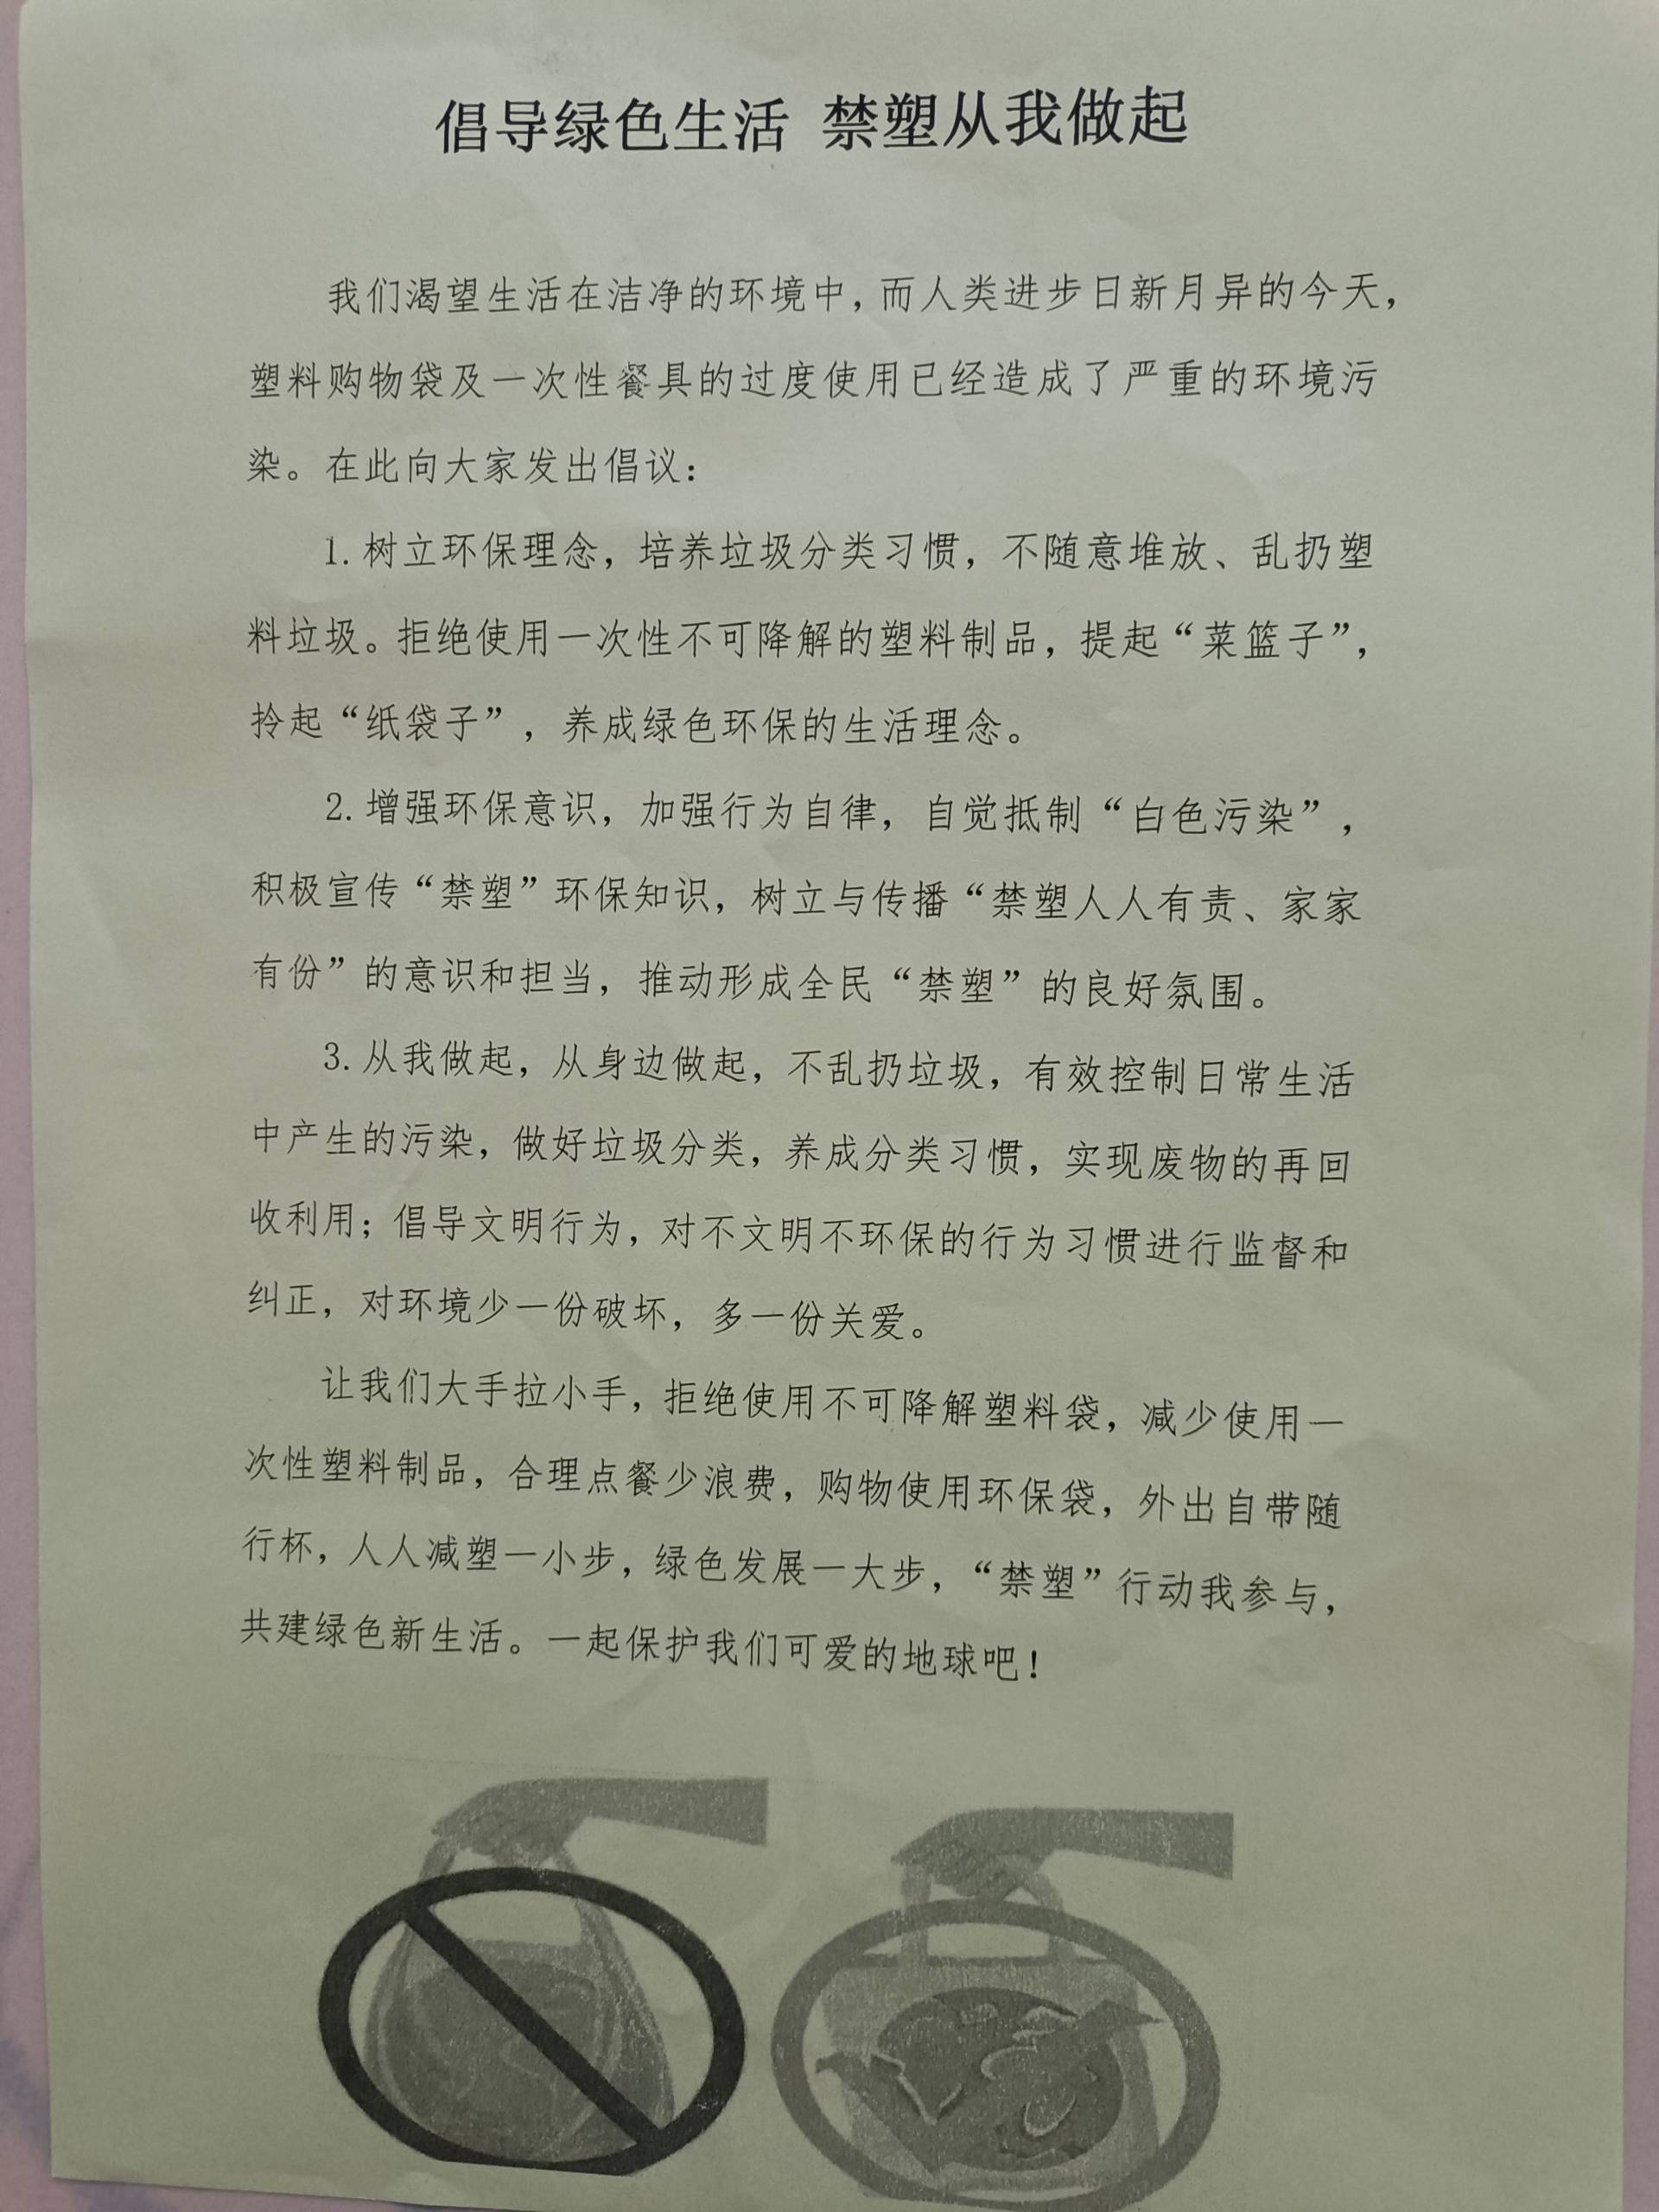 倡导绿色生活 禁塑从我做起
我们渴望生活在洁净的环境中，而人类进步日新月异的今天，
塑料购物袋及一次性餐具的过度使用已经造成了严重的环境污
染。在此向大家发出倡议：
1.树立环保理念，培养垃圾分类习惯，不随意堆放、乱扔塑
料垃圾。拒绝使用一次性不可降解的塑料制品，提起“菜篮子”，
拎起“纸袋子”，养成绿色环保的生活理念。
2.增强环保意识，加强行为自律，自觉抵制“白色污染”，
积极宣传“禁塑”环保知识，树立与传播“禁塑人人有责、家家
有份”的意识和担当，推动形成全民“禁塑”的良好氛围。
3.从我做起，从身边做起，不乱扔垃圾，有效控制日常生活
中产生的污染，做好垃圾分类，养成分类习惯，实现废物的再回
收利用；倡导文明行为，对不文明不环保的行为习惯进行监督和
纠正，对环境少一份破坏，多一份关爱。
让我们大手拉小手，拒绝使用不可降解塑料袋，减少使用一
次性塑料制品，合理点餐少浪费，购物使用环保袋，外出自带随
行杯，人人减塑一小步，绿色发展一大步，“禁塑”行动我参与，
共建绿色新生活。一起保护我们可爱的地球吧！